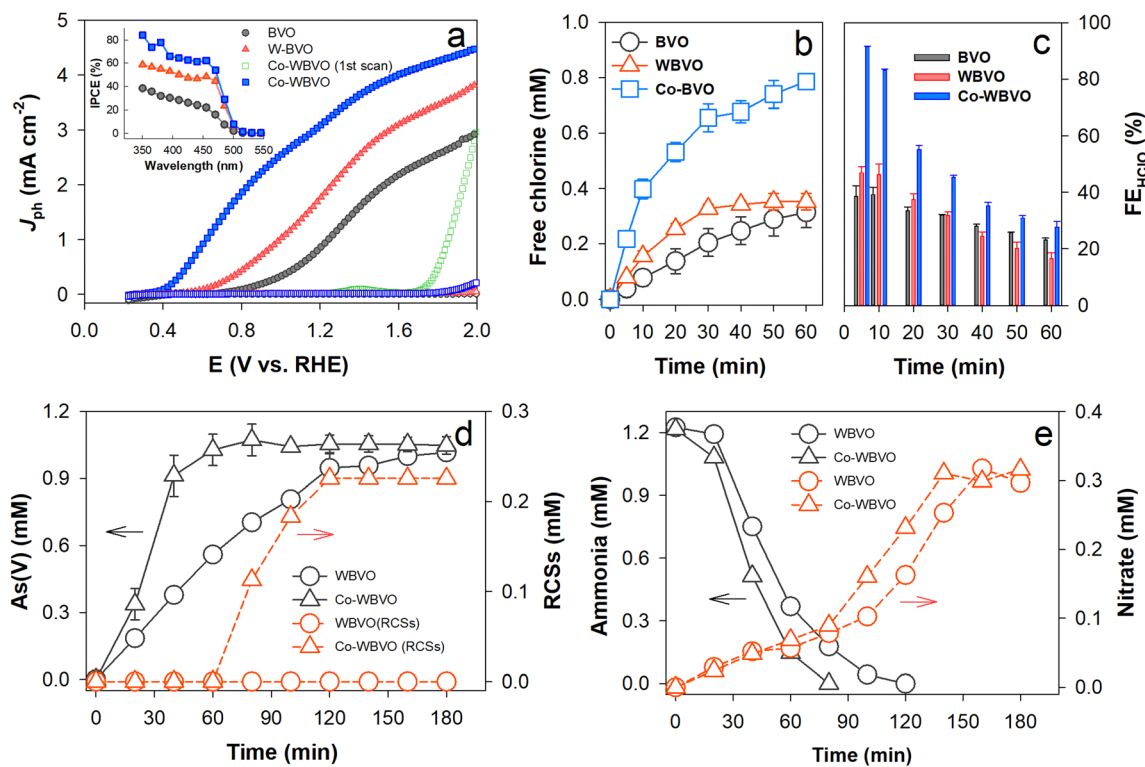 a
5
4
3
2
1
0
J_ph (mA cm⁻²)
0.0 0.4 0.8 1.2 1.6 2.0
E (V vs. RHE)
100
80
60
40
20
0
IPCE (%)
350 400 450 500 550
Wavelength (nm)
BVO
W-BVO
Co-WBVO (1st scan)
Co-WBVO
b
1.0
0.8
0.6
0.4
0.2
0.0
Free chlorine (mM)
BVO
WBVO
Co-BVO
0 10 20 30 40 50 60
Time (min)
c
BVO
WBVO
Co-WBVO
100
80
60
40
20
0
FE_HClO (%)
0 10 20 30 40 50 60
Time (min)
d
1.2
0.9
0.6
0.3
0.0
As(V) (mM)
0.3
0.2
0.1
0.0
RCSs (mM)
WBVO
Co-WBVO
WBVO(RCSs)
Co-WBVO (RCSs)
0 30 60 90 120 150 180
Time (min)
e
1.2
0.9
0.6
0.3
0.0
Ammonia (mM)
WBVO
Co-WBVO
WBVO
Co-WBVO
0.4
0.3
0.2
0.1
0.0
Nitrate (mM)
0 30 60 90 120 150 180
Time (min)